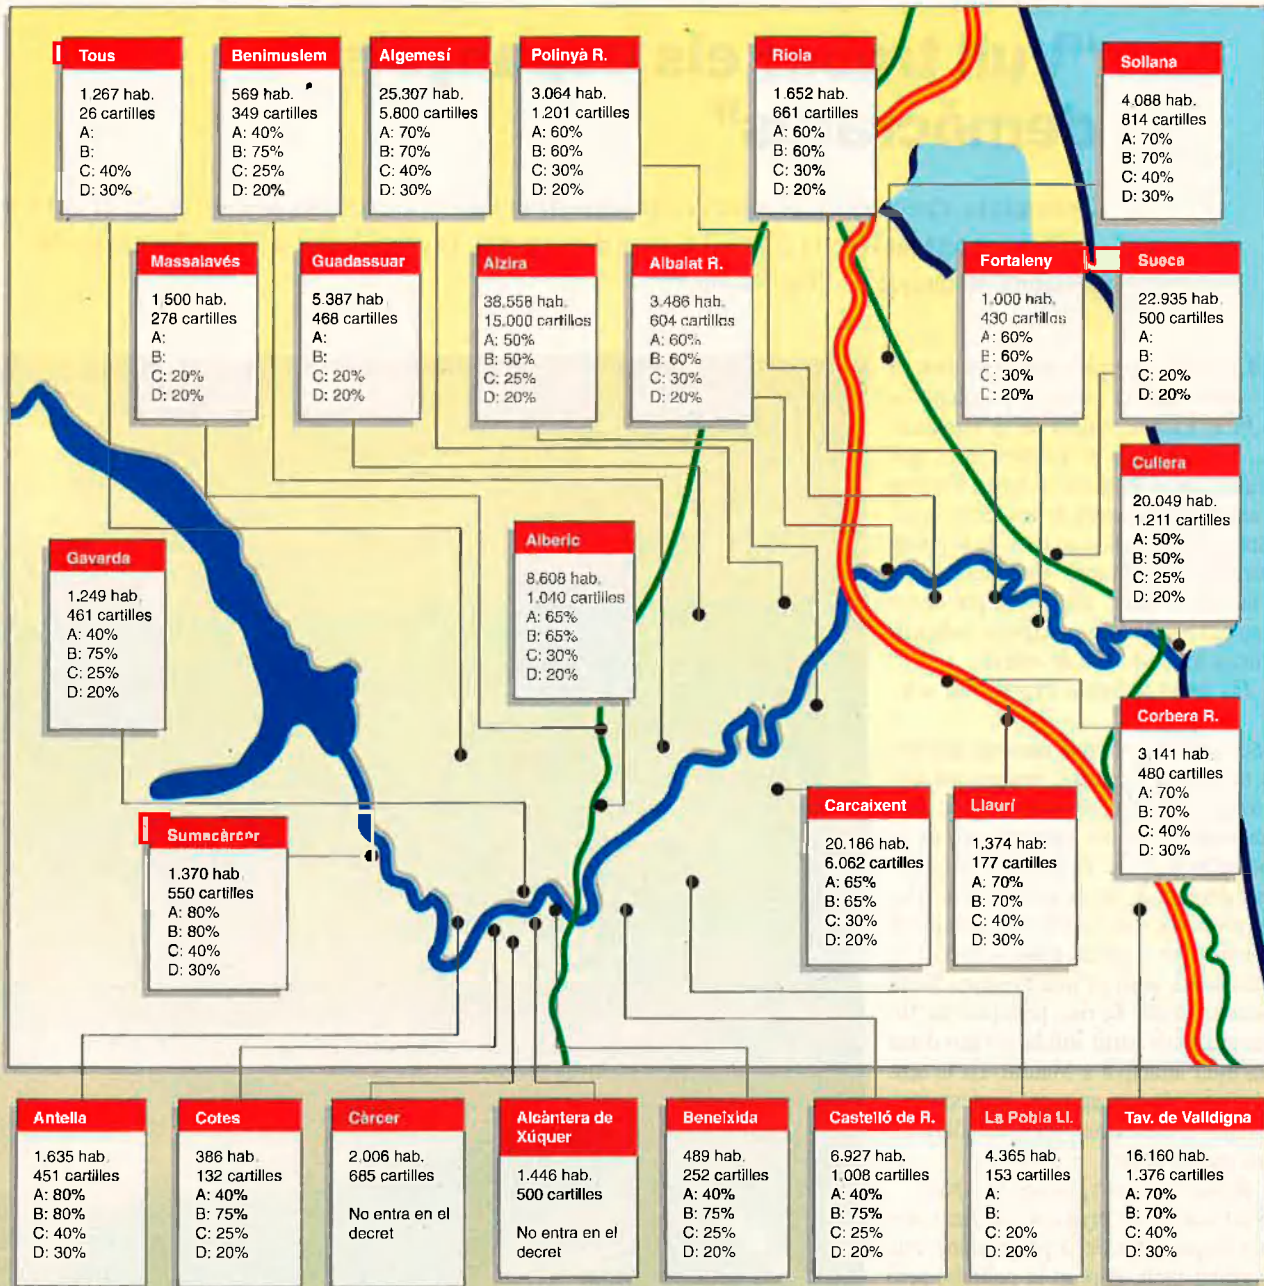 Tous
1.267 hab.
26 cartilles
A:
B:
C: 40%
D: 30%
Benimuslem
569 hab.
349 cartilles
A: 40%
B: 75%
C: 25%
D: 20%
Algemesí
25.307 hab.
5.800 cartilles
A: 70%
B: 70%
C: 40%
D: 30%
Polinyà R.
3.064 hab.
1.201 cartilles
A: 60%
B: 60%
C: 30%
D: 20%
Riola
1.652 hab.
661 cartilles
A: 60%
B: 60%
C: 30%
D: 20%
Sollana
4.088 hab.
814 cartilles
A: 70%
B: 70%
C: 40%
D: 30%
Massalavés
1.500 hab.
278 cartilles
A:
B:
C: 20%
D: 20%
Guadassuar
5.387 hab.
468 cartilles
A:
B:
C: 20%
D: 20%
Alzira
38.558 hab.
15.000 cartilles
A: 50%
B: 50%
C: 25%
D: 20%
Albalat R.
3.486 hab.
604 cartilles
A: 60%
B: 60%
C: 30%
D: 20%
Fortaleny
1.000 hab.
430 cartilles
A: 60%
B: 60%
C: 30%
D: 20%
Sueca
22.935 hab.
500 cartilles
A:
B:
C: 20%
D: 20%
Cullera
20.049 hab.
1.211 cartilles
A: 50%
B: 50%
C: 25%
D: 20%
Gavarda
1.249 hab.
461 cartilles
A: 40%
B: 75%
C: 25%
D: 20%
Alberic
8.608 hab.
1.040 cartilles
A: 65%
B: 65%
C: 30%
D: 20%
Corbera R.
3.141 hab.
480 cartilles
A: 70%
B: 70%
C: 40%
D: 30%
Sumacàrcer
1.370 hab.
550 cartilles
A: 80%
B: 80%
C: 40%
D: 30%
Carcaixent
20.186 hab.
6.062 cartilles
A: 65%
B: 65%
C: 30%
D: 20%
Llaurí
1.374 hab:
177 cartilles
A: 70%
B: 70%
C: 40%
D: 30%
Antella
1.635 hab.
451 cartilles
A: 80%
B: 80%
C: 40%
D: 30%
Cotes
386 hab.
132 cartilles
A: 40%
B: 75%
C: 25%
D: 20%
Càrcer
2.006 hab.
685 cartilles
No entra en el
decret
Alcàntera de
Xúquer
1.446 hab.
500 cartilles
No entra en el
decret
Beneixida
489 hab.
252 cartilles
A: 40%
B: 75%
C: 25%
D: 20%
Castelló de R.
6.927 hab.
1.008 cartilles
A: 40%
B: 75%
C: 25%
D: 20%
La Pobla Ll.
4.365 hab.
153 cartilles
A:
B:
C: 20%
D: 20%
Tav. de Valldigna
16.160 hab.
1.376 cartilles
A: 70%
B: 70%
C: 40%
D: 30%